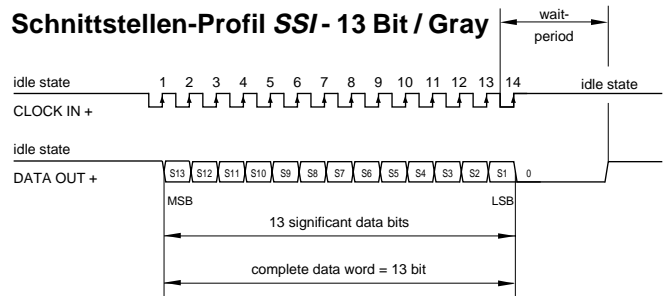 Schnittstellen-Profil SSI - 13 Bit / Gray
wait-
period
idle state
1 2 3 4 5 6 7 8 9 10 11 12 13 14
idle state
CLOCK IN +
idle state
DATA OUT +
S13 S12 S11 S10 S9 S8 S7 S6 S5 S4 S3 S2 S1 0
MSB LSB
13 significant data bits
complete data word = 13 bit